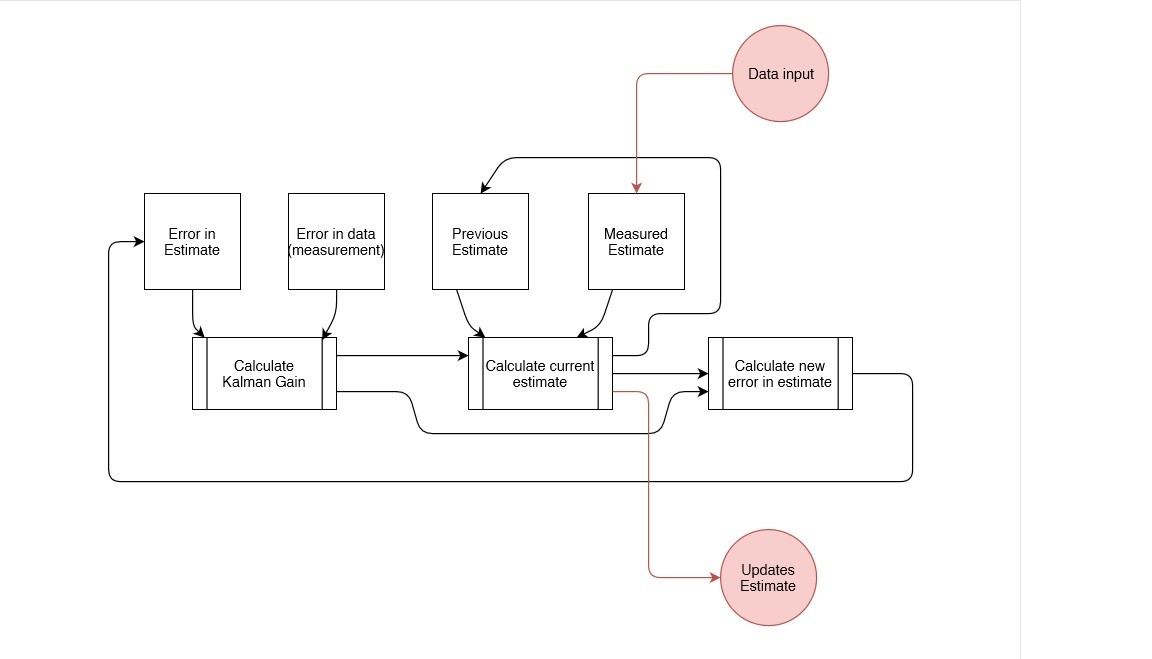 Data input
Error in
Estimate
Error in data
(measurement)
Previous
Estimate
Measured
Estimate
Calculate
Kalman Gain
Calculate current
estimate
Calculate new
error in estimate
Updates
Estimate